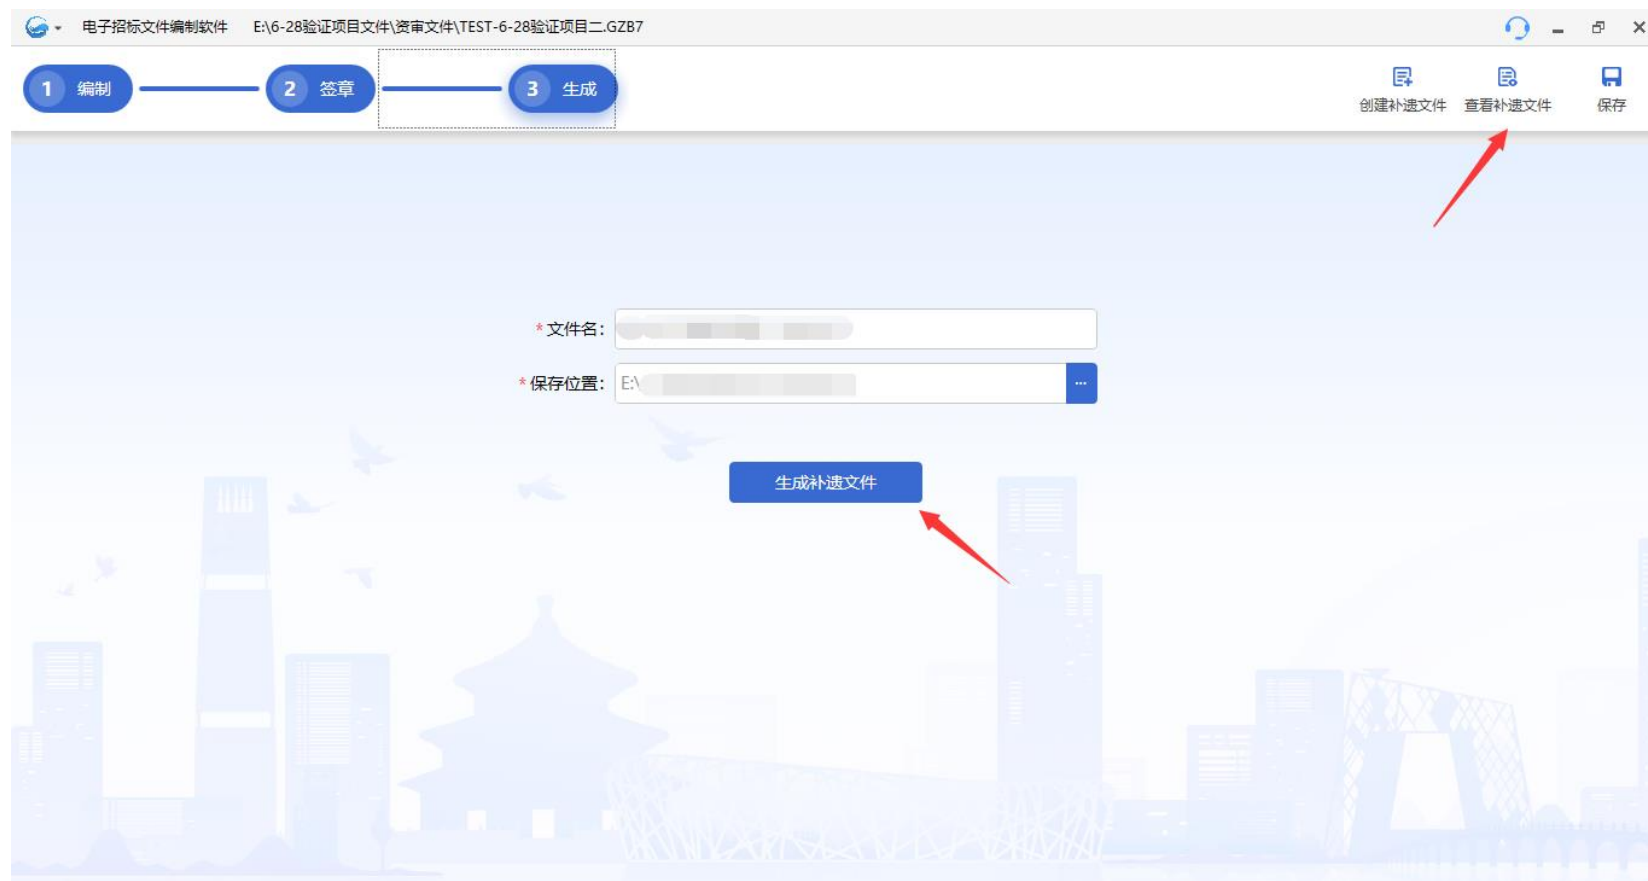 电子招标文件编制软件 E:\6-28验证项目文件\资审文件\TEST-6-28验证项目二.GZB7
1 编制 2 签章 3 生成
创建补遗文件 查看补遗文件 保存
*文件名:
*保存位置: E:\ ...
生成补遗文件